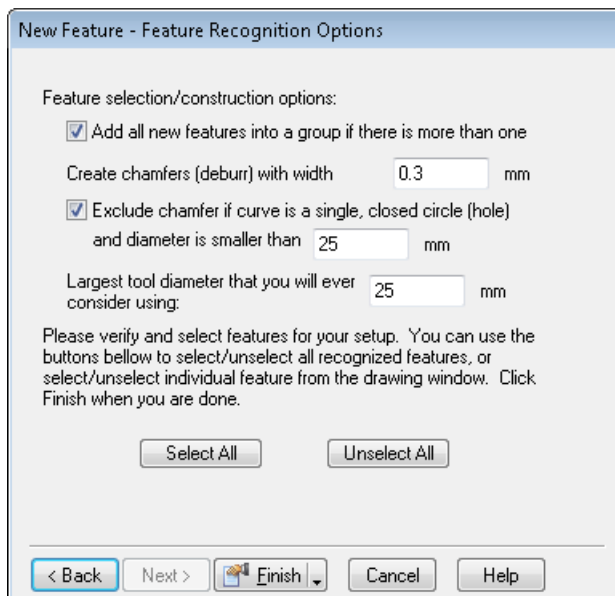 New Feature - Feature Recognition Options
Feature selection/construction options:
Add all new features into a group if there is more than one
Create chamfers (deburr) with width 0.3 mm
Exclude chamfer if curve is a single, closed circle (hole)
and diameter is smaller than 25 mm
Largest tool diameter that you will ever
consider using: 25 mm
Please verify and select features for your setup. You can use the
buttons bellow to select/unselect all recognized features, or
select/unselect individual feature from the drawing window. Click
Finish when you are done.
Select All Unselect All
< Back Next > Finish Cancel Help